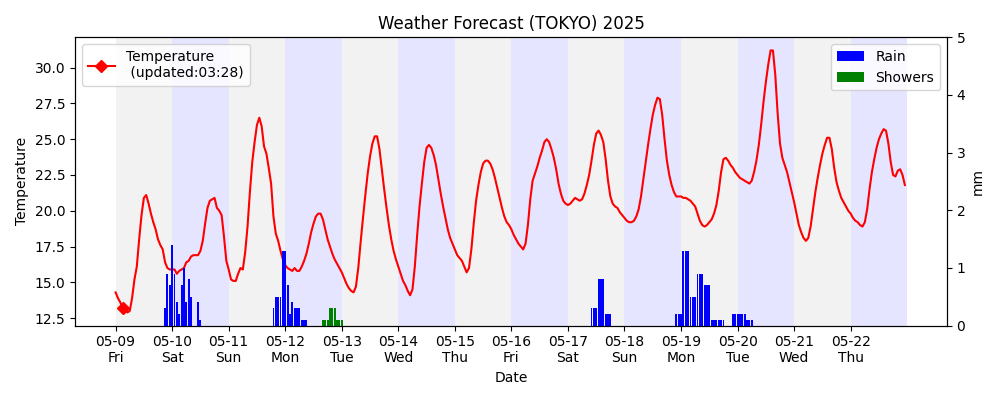 Weather Forecast (TOKYO) 2025
Temperature
(updated:03:28)
Rain
Showers
30.0
27.5
25.0
22.5
20.0
17.5
15.0
12.5
Temperature
5
4
3
2
1
0
mm
05-09 05-10 05-11 05-12 05-13 05-14 05-15 05-16 05-17 05-18 05-19 05-20 05-21 05-22
Fri Sat Sun Mon Tue Wed Thu Fri Sat Sun Mon Tue Wed Thu
Date